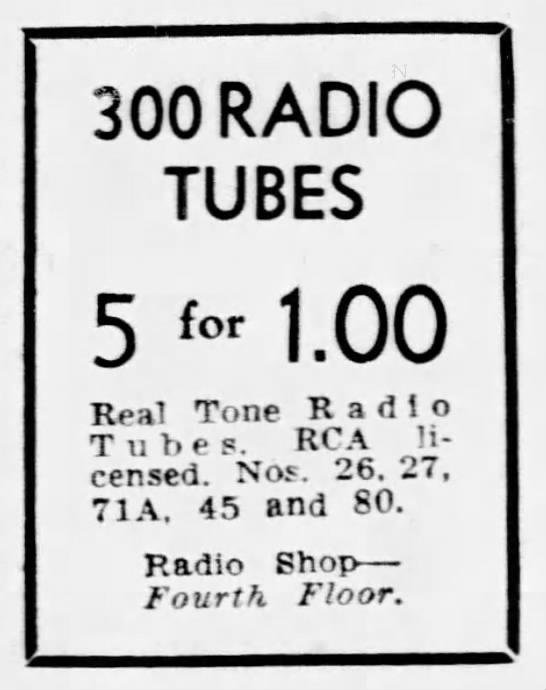 300 RADIO
TUBES
5 for 1.00
Real Tone Radio
Tubes. RCA li-
censed. Nos. 26, 27,
71A, 45 and 80.
Radio Shop—
Fourth Floor.